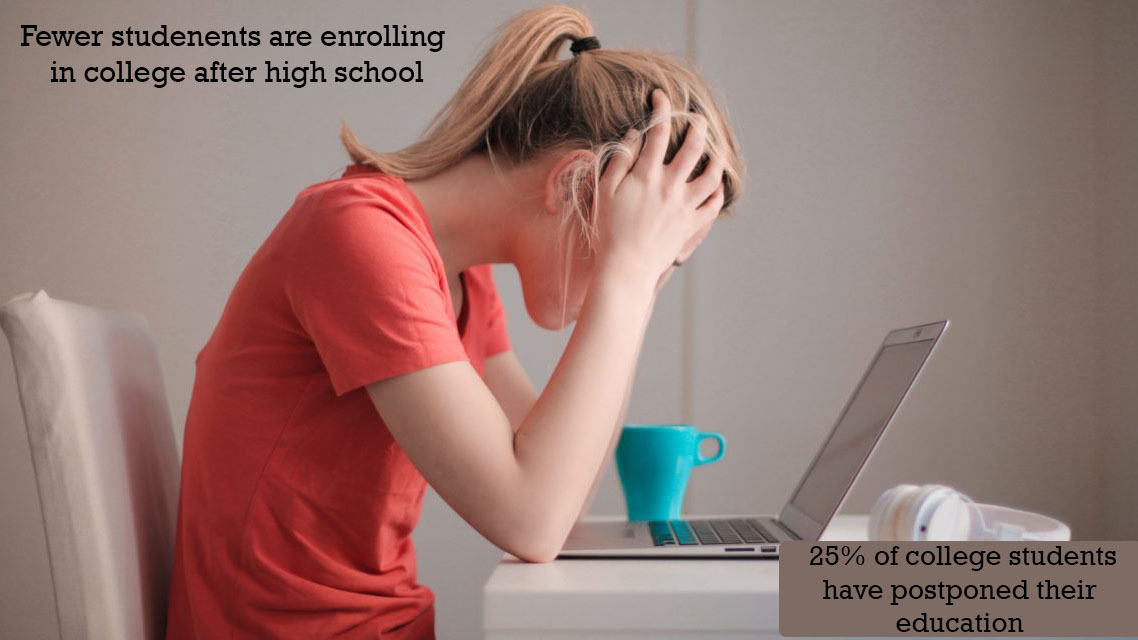 Fewer studenents are enrolling
in college after high school
25% of college students
have postponed their
education